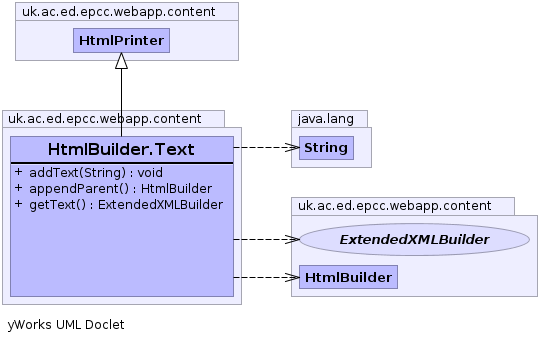 uk.ac.ed.epcc.webapp.content
HtmlPrinter
uk.ac.ed.epcc.webapp.content
HtmlBuilder.Text
+ addText(String) : void
+ appendParent() : HtmlBuilder
+ getText() : ExtendedXMLBuilder
java.lang
String
uk.ac.ed.epcc.webapp.content
ExtendedXMLBuilder
HtmlBuilder
yWorks UML Doclet